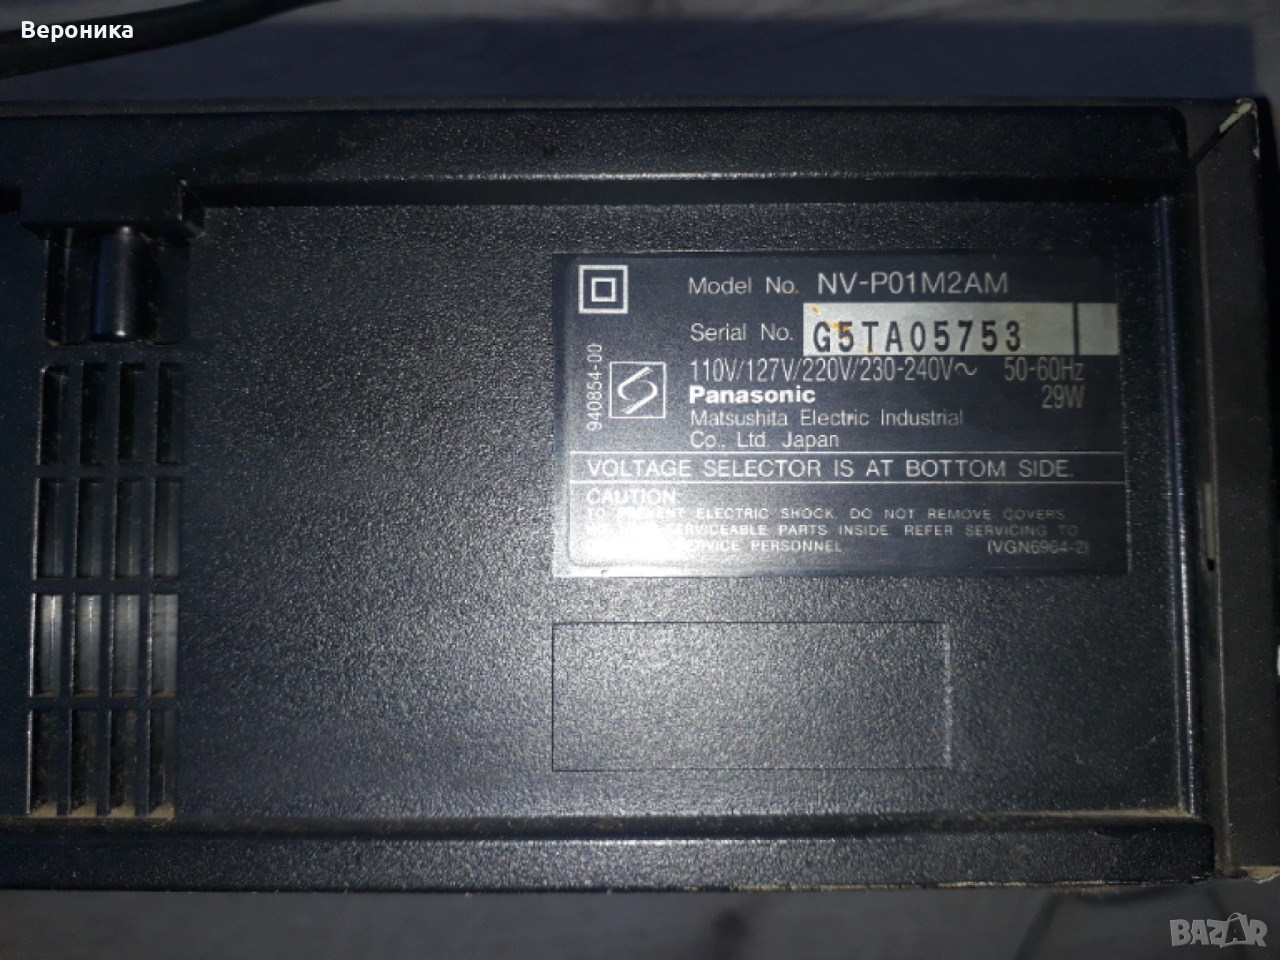 Вероника
Model No. NV-P01M2AM
Serial No. G5TA05753
110V/127V/220V/230-240V~ 50-60Hz
29W
Panasonic
Matsushita Electric Industrial
Co., Ltd. Japan
940854-00
VOLTAGE SELECTOR IS AT BOTTOM SIDE.
CAUTION
TO PREVENT ELECTRIC SHOCK, DO NOT REMOVE COVERS
SERVICEABLE PARTS INSIDE. REFER SERVICING TO
SERVICE PERSONNEL (VGN6964-2)
BAZAR